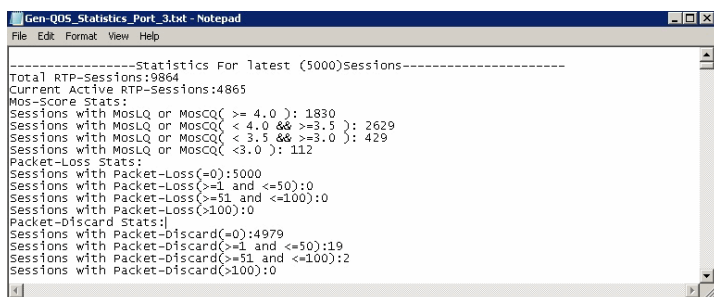 Gen-QOS_Statistics_Port_3.txt - Notepad
File Edit Format View Help
-----------------Statistics For latest (5000)Sessions----------------------
Total RTP-Sessions:9864
Current Active RTP-Sessions:4865
Mos-Score Stats:
Sessions with MosLQ or MosCQ( >= 4.0 ): 1830
Sessions with MosLQ or MosCQ( < 4.0 && >=3.5 ): 2629
Sessions with MosLQ or MosCQ( < 3.5 && >=3.0 ): 429
Sessions with MosLQ or MosCQ( <3.0 ): 112
Packet-Loss Stats:
Sessions with Packet-Loss(=0):5000
Sessions with Packet-Loss(>=1 and <=50):0
Sessions with Packet-Loss(>=51 and <=100):0
Sessions with Packet-Loss(>100):0
Packet-Discard Stats:
Sessions with Packet-Discard(=0):4979
Sessions with Packet-Discard(>=1 and <=50):19
Sessions with Packet-Discard(>=51 and <=100):2
Sessions with Packet-Discard(>100):0